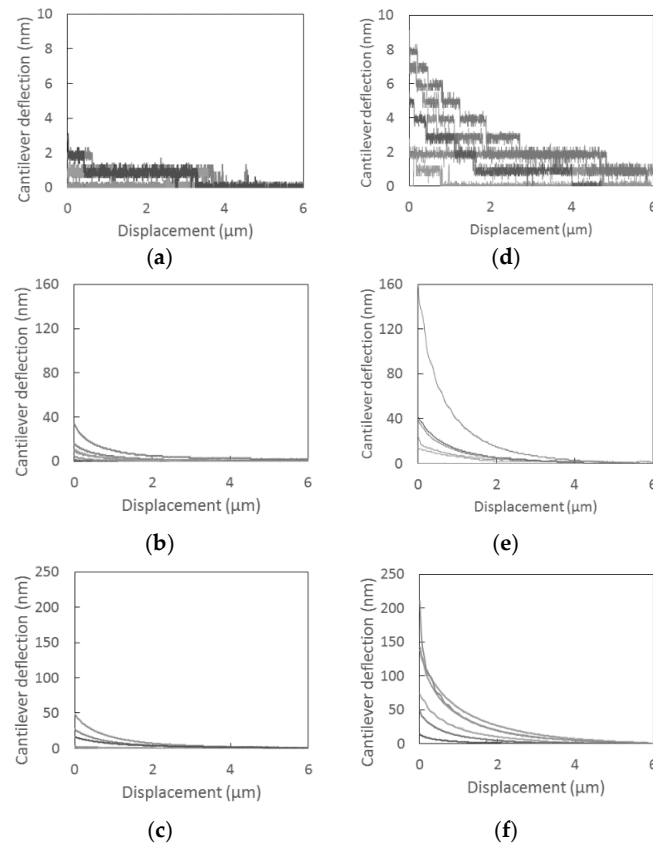 10
8
6
4
2
0
Cantilever deflection (nm)
0 2 4 6
Displacement (μm)
(a)
10
8
6
4
2
0
Cantilever deflection (nm)
0 2 4 6
Displacement (μm)
(d)
160
120
80
40
0
Cantilever deflection (nm)
0 2 4 6
Displacement (μm)
(b)
160
120
80
40
0
Cantilever deflection (nm)
0 2 4 6
Displacement (μm)
(e)
250
200
150
100
50
0
Cantilever deflection (nm)
0 2 4 6
Displacement (μm)
(c)
250
200
150
100
50
0
Cantilever deflection (nm)
0 2 4 6
Displacement (μm)
(f)